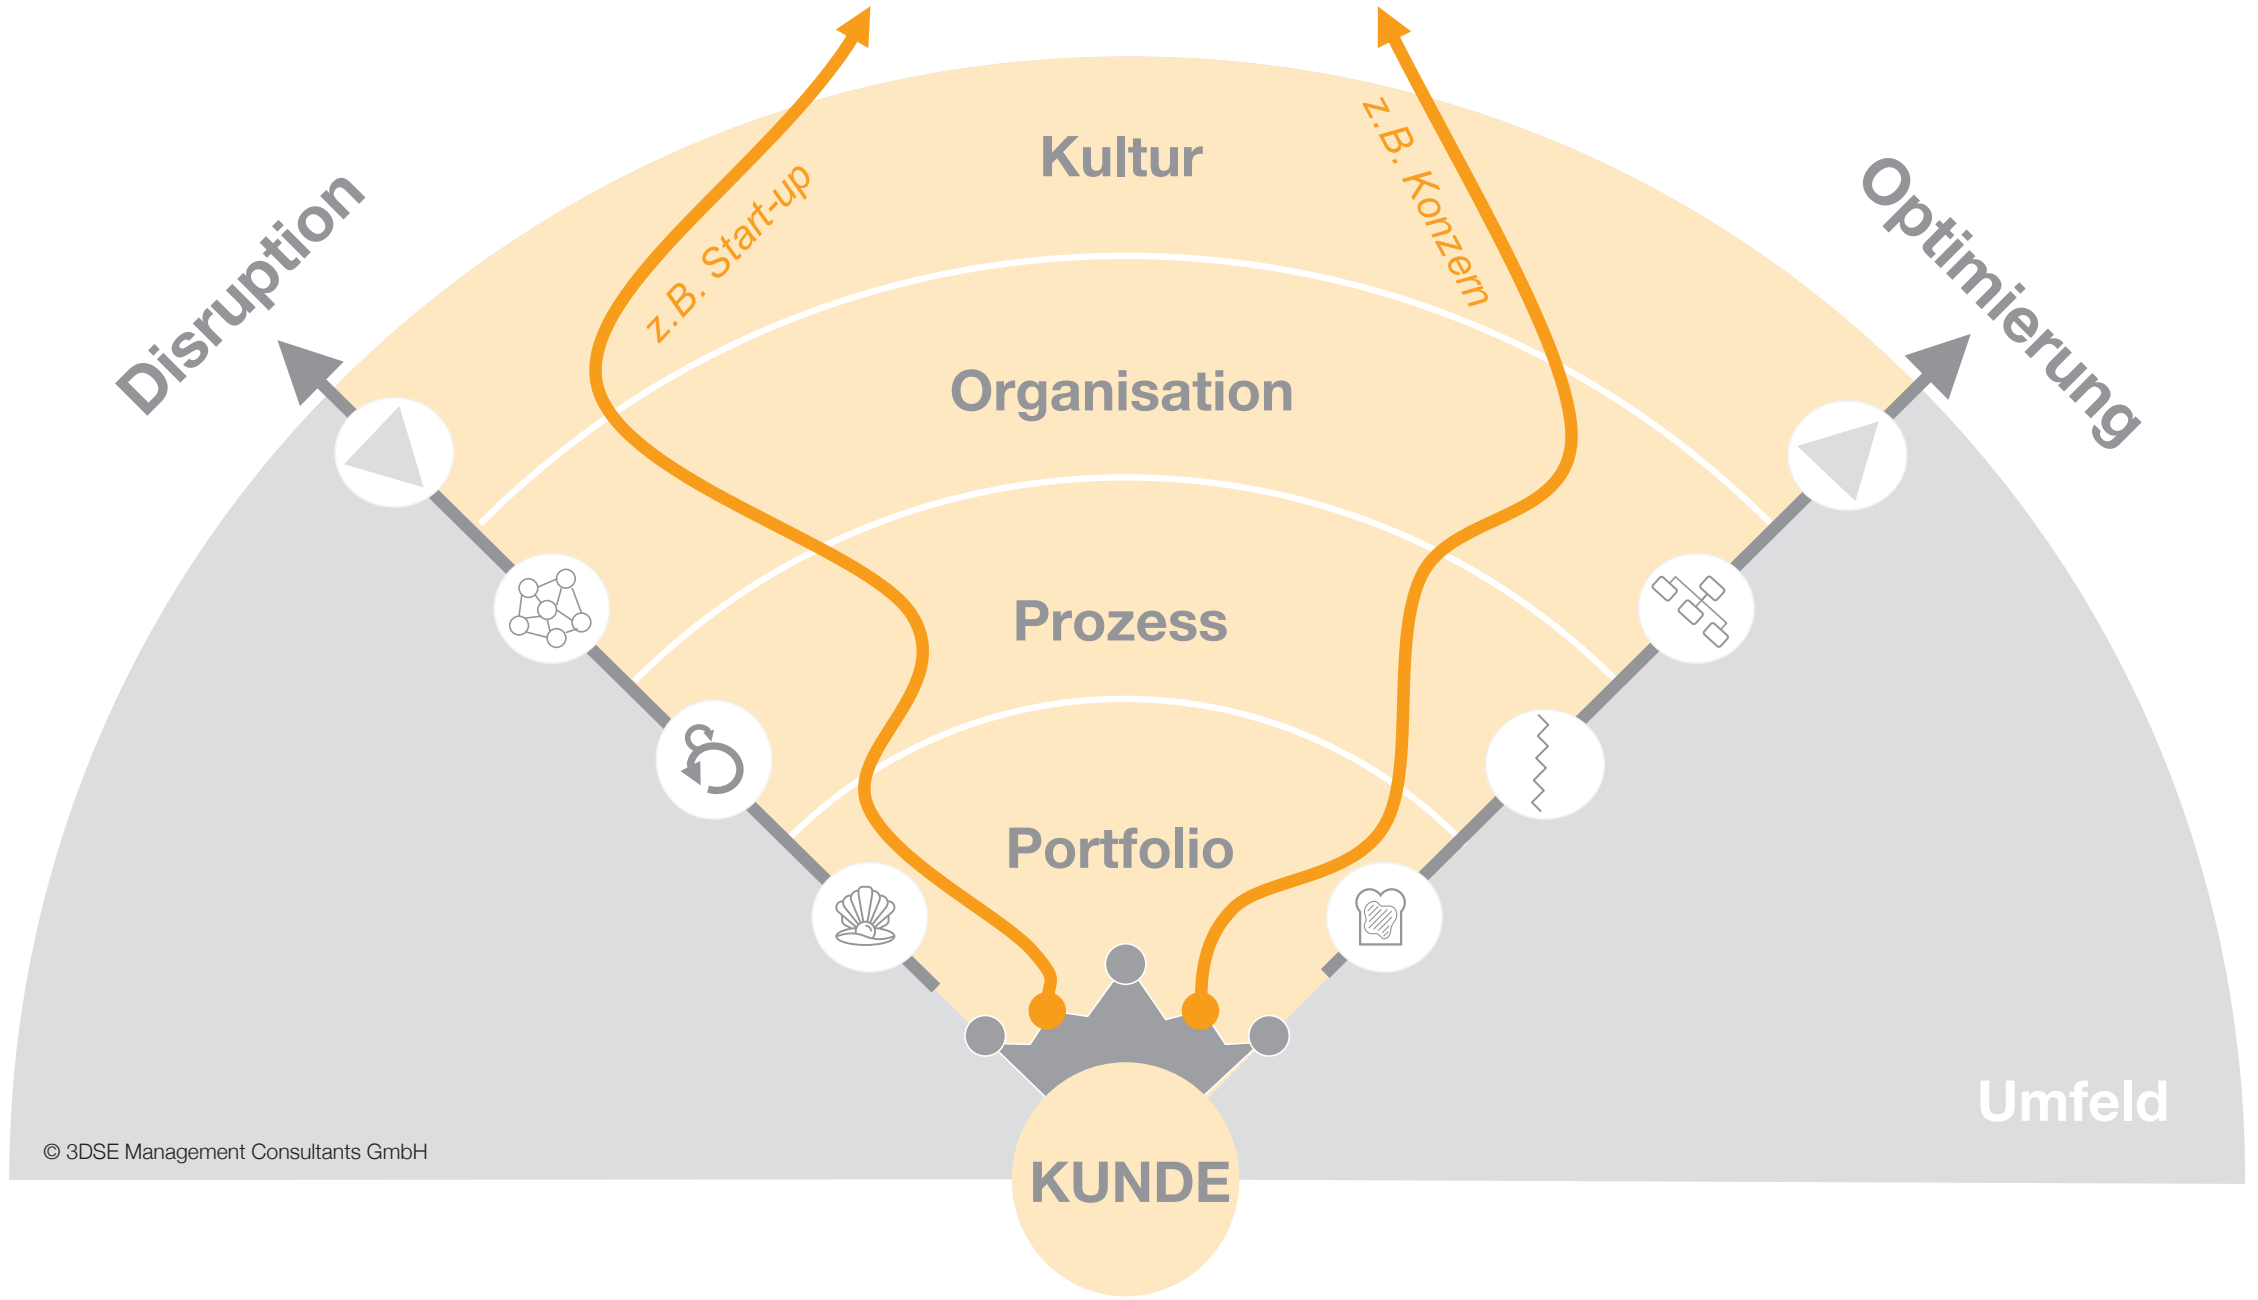 Kultur
Disruption
z.B. Start-up
z.B. Konzern
Optimierung
Organisation
Prozess
Portfolio
Umfeld
© 3DSE Management Consultants GmbH
KUNDE